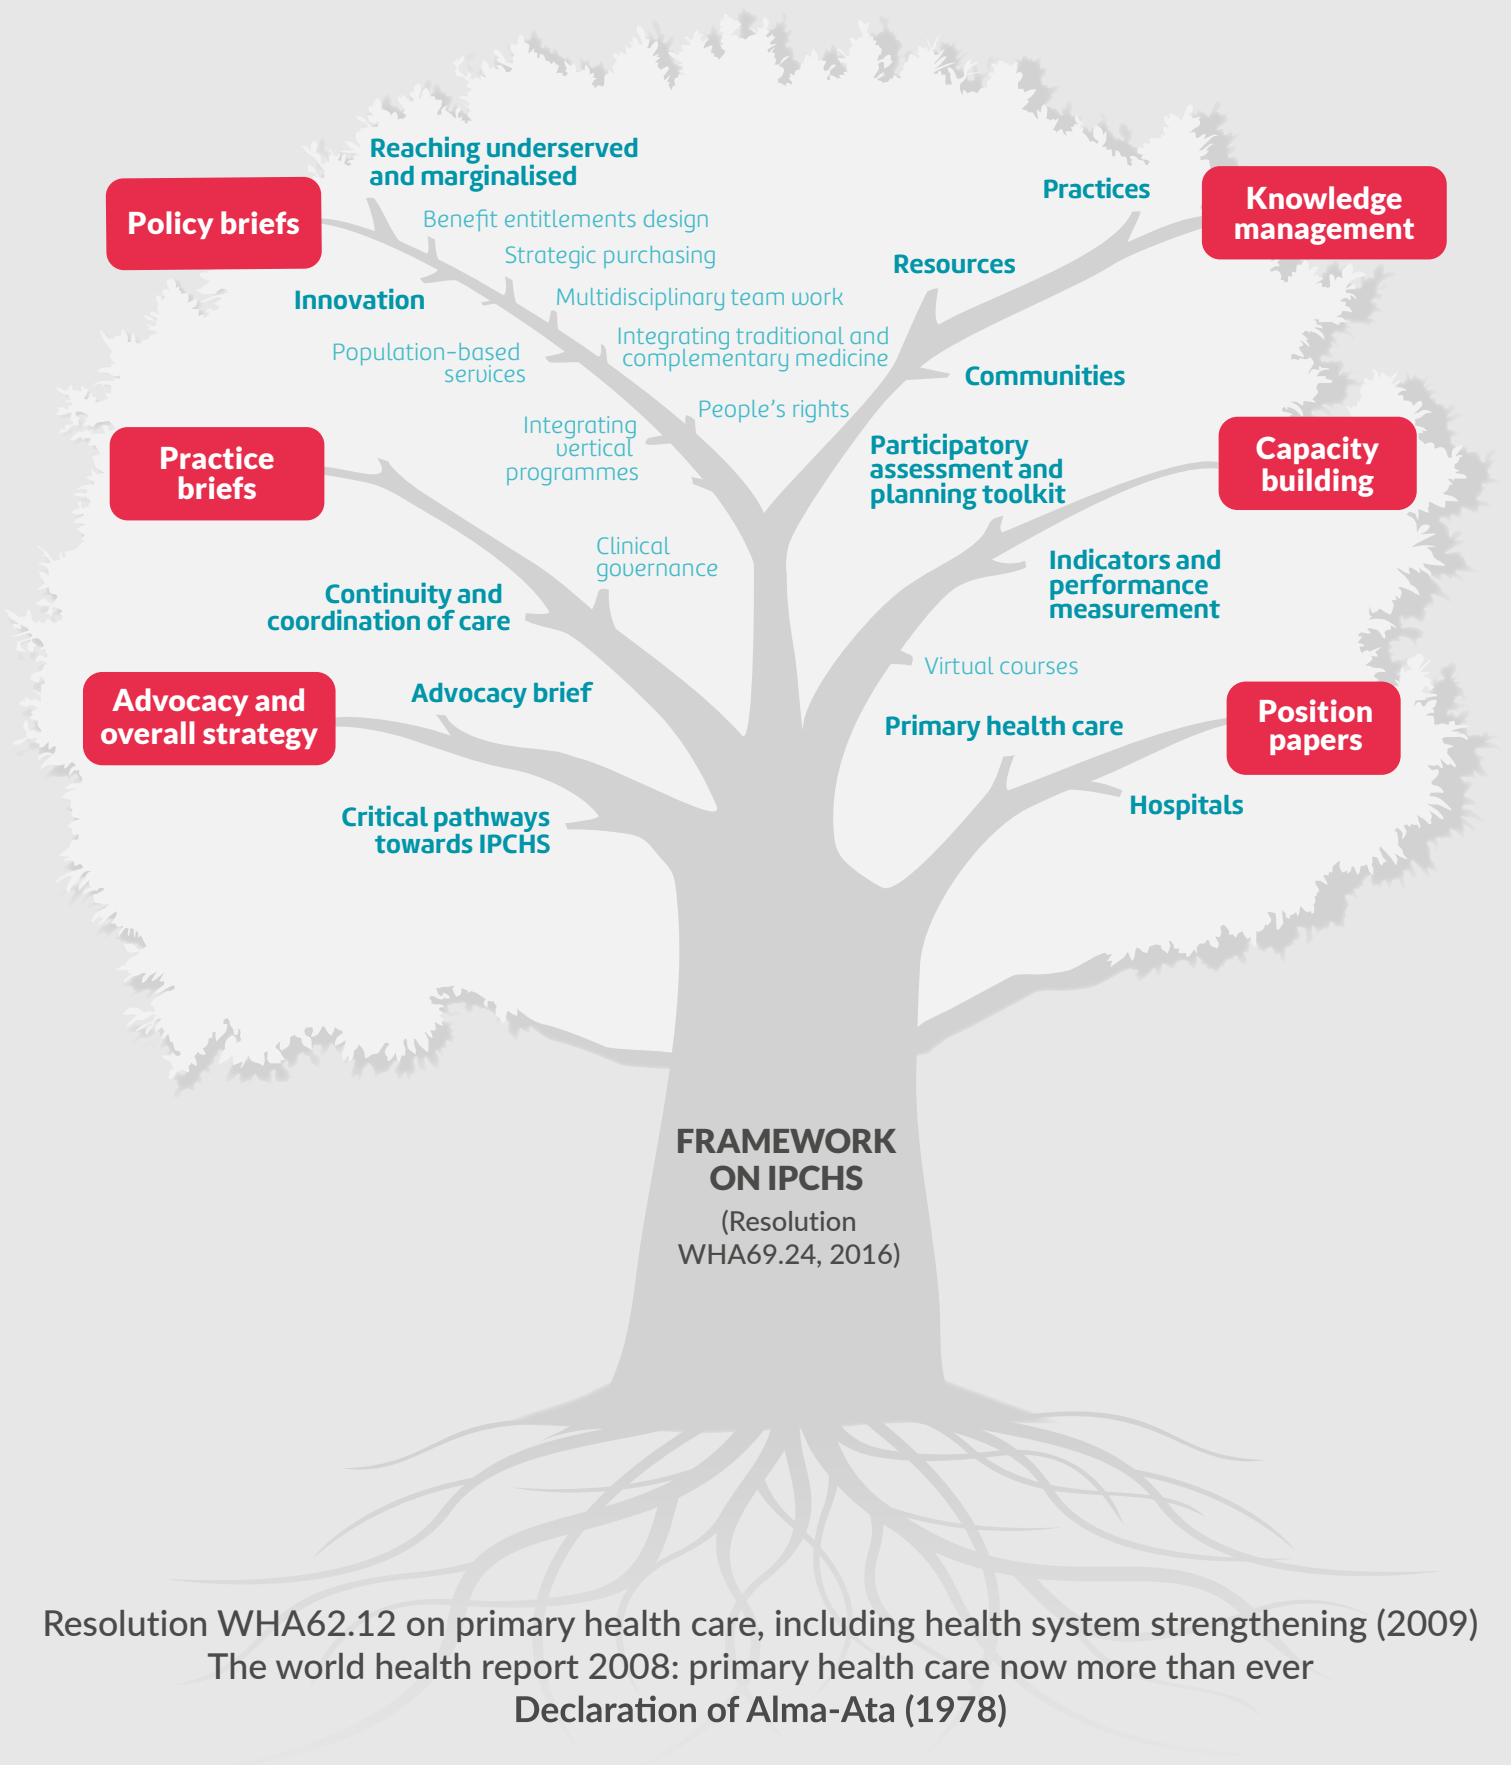 Reaching underserved
and marginalised
Policy briefs
Benefit entitlements design
Strategic purchasing
Innovation
Multidisciplinary team work
Population-based
services
Integrating traditional and
complementary medicine
People's rights
Integrating
vertical
programmes
Practices
Knowledge
management
Resources
Communities
Practice
briefs
Clinical
governance
Continuity and
coordination of care
Participatory
assessment and
planning toolkit
Capacity
building
Indicators and
performance
measurement
Virtual courses
Advocacy and
overall strategy
Advocacy brief
Critical pathways
towards IPCHS
Primary health care
Position
papers
Hospitals
FRAMEWORK
ON IPCHS
(Resolution
WHA69.24, 2016)
Resolution WHA62.12 on primary health care, including health system strengthening (2009)
The world health report 2008: primary health care now more than ever
Declaration of Alma-Ata (1978)